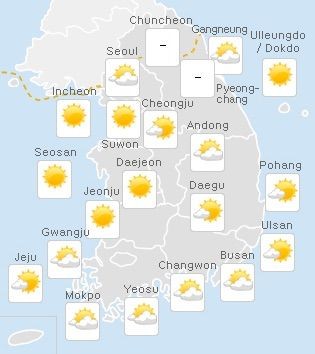 Chuncheon
Gangneung
Seoul
Ulleungdo
/ Dokdo
–
–
Incheon
Pyeong-
chang
Cheongju
Suwon
Andong
Seosan
Daejeon
Pohang
Jeonju
Daegu
Gwangju
Ulsan
Jeju
Changwon
Busan
Mokpo
Yeosu